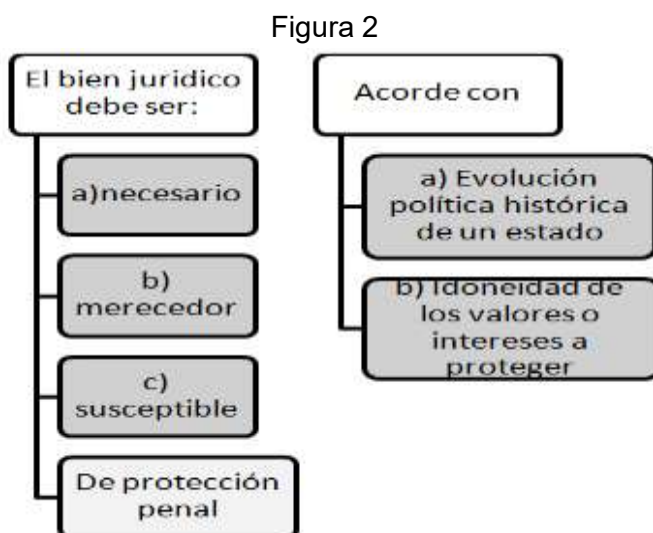 Figura 2
El bien juridico
debe ser:
a)necesario
b)
merecedor
c)
susceptible
De protección
penal
Acorde con
a) Evolución
política histórica
de un estado
b) Idoneidad de
los valores o
intereses a
proteger